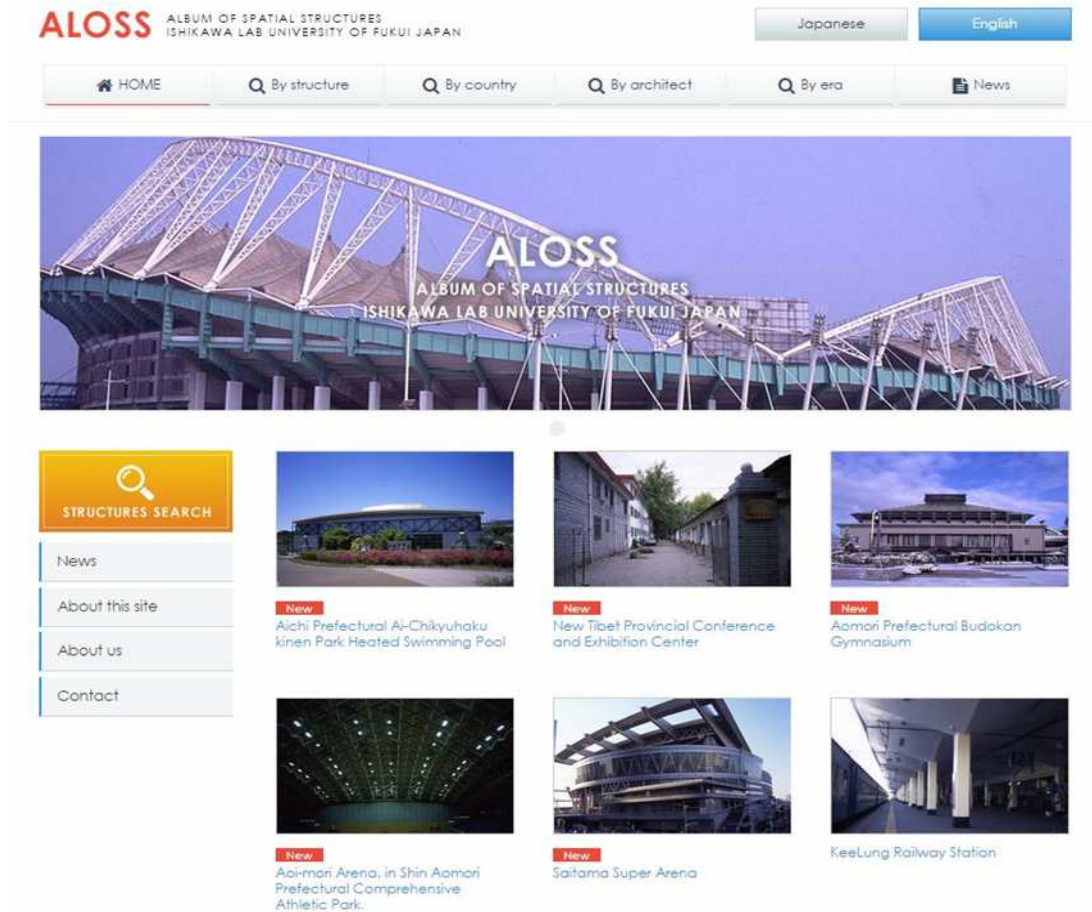 ALOSS
ALBUM OF SPATIAL STRUCTURES
ISHIKAWA LAB UNIVERSITY OF FUKUI JAPAN
Japanese
English
HOME
By structure
By country
By architect
By era
News
ALOSS
ALBUM OF SPATIAL STRUCTURES
ISHIKAWA LAB UNIVERSITY OF FUKUI JAPAN
STRUCTURES SEARCH
News
About this site
About us
Contact
New
Aichi Prefectural Ai-Chikyuhaku
kinen Park Heated Swimming Pool
New
New Tibet Provincial Conference
and Exhibition Center
New
Aomori Prefectural Budokan
Gymnasium
New
Aoi-mori Arena, in Shin Aomori
Prefectural Comprehensive
Athletic Park.
New
Saitama Super Arena
KeeLung Railway Station